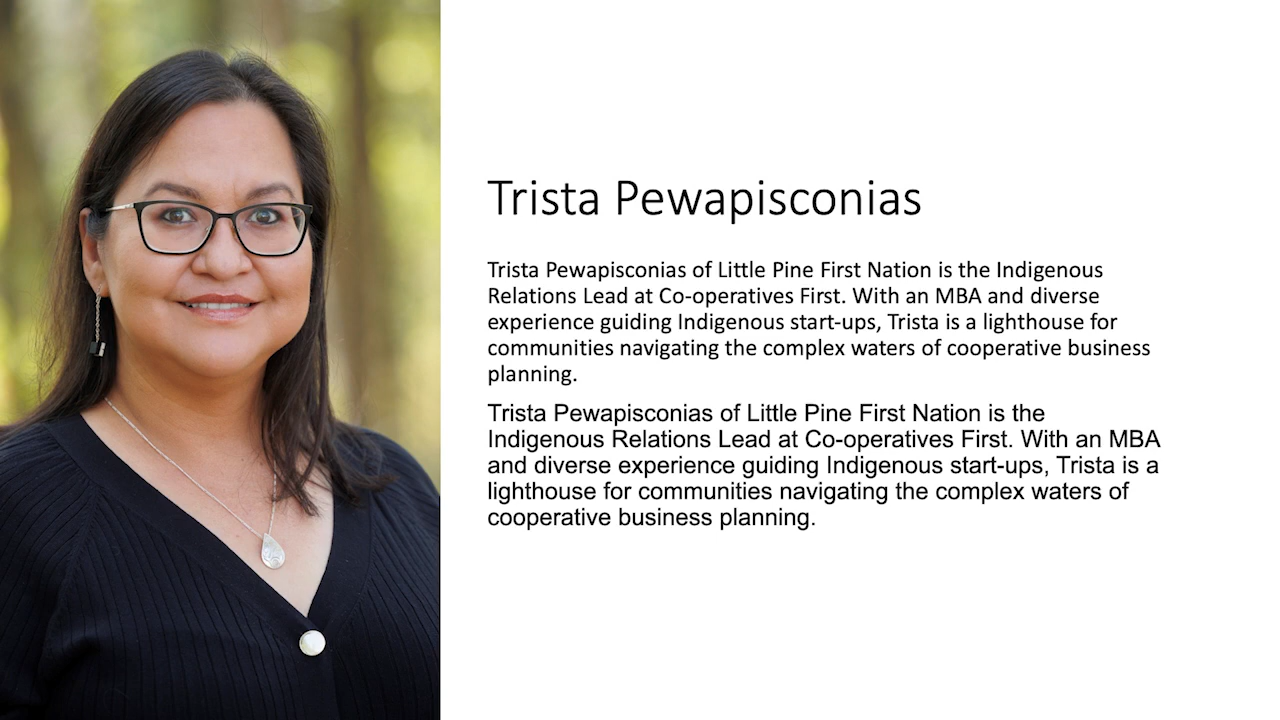 Trista Pewapisconias
Trista Pewapisconias of Little Pine First Nation is the Indigenous
Relations Lead at Co-operatives First. With an MBA and diverse
experience guiding Indigenous start-ups, Trista is a lighthouse for
communities navigating the complex waters of cooperative business
planning.
Trista Pewapisconias of Little Pine First Nation is the
Indigenous Relations Lead at Co-operatives First. With an MBA
and diverse experience guiding Indigenous start-ups, Trista is a
lighthouse for communities navigating the complex waters of
cooperative business planning.